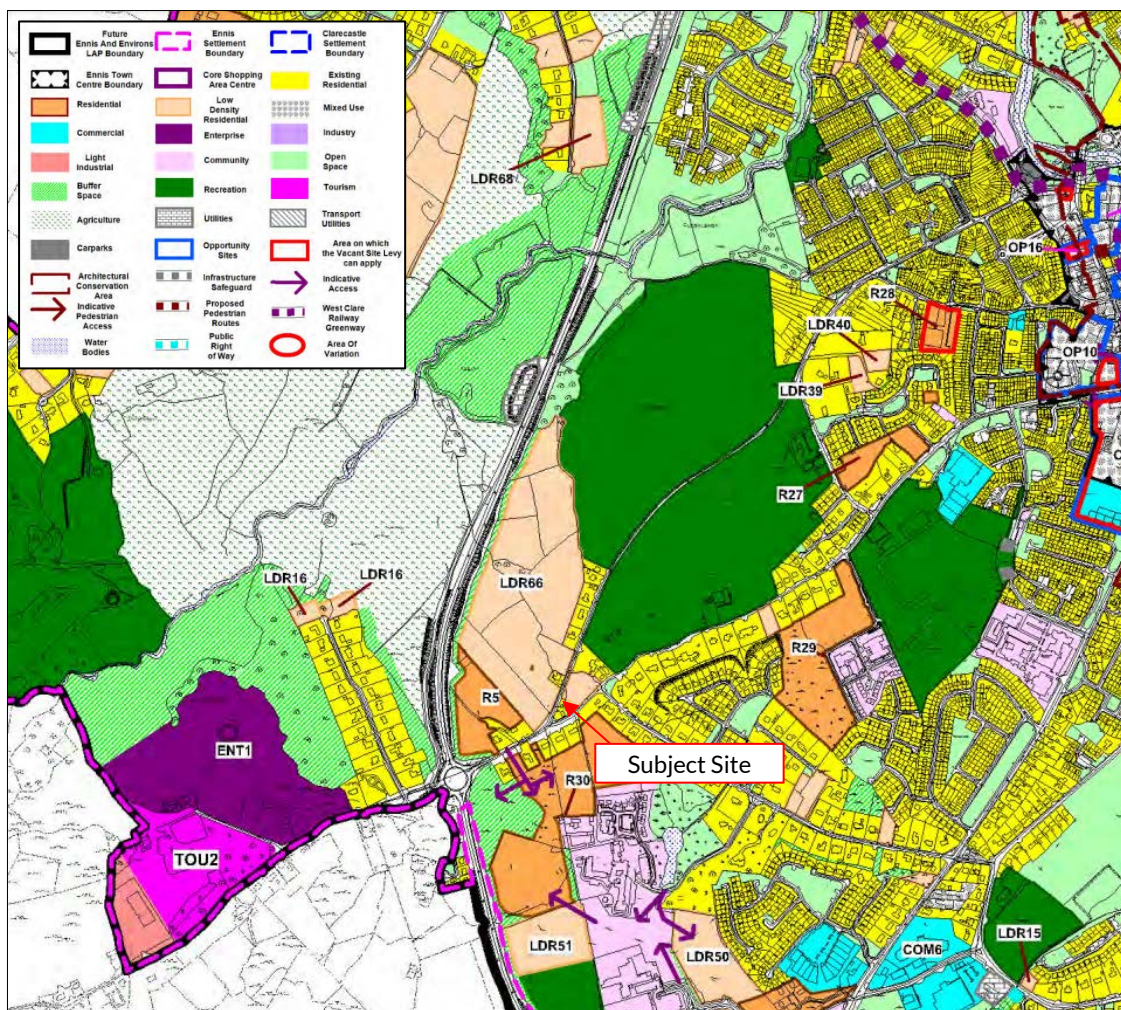 Future
Ennis And Environs
LAP Boundary
Ennis
Settlement
Boundary
Clarecastle
Settlement
Boundary
Ennis Town
Centre Boundary
Core Shopping
Area Centre
Existing
Residential
Residential
Low
Density
Residential
Mixed Use
Commercial
Enterprise
Industry
Light
Industrial
Community
Open
Space
Buffer
Space
Recreation
Tourism
Agriculture
Utilities
Transport
Utilities
Carparks
Opportunity
Sites
Area on which
the Vacant Site Levy
can apply
Architectural
Conservation
Area
Infrastructure
Safeguard
Indicative
Access
Indicative
Pedestrian
Access
Proposed
Pedestrian
Routes
West Clare
Railway
Greenway
Water
Bodies
Public
Right
of Way
Area Of
Variation
LDR68
OP16
R28
LDR40
OP10
LDR39
R27
LDR16
LDR16
LDR66
R29
R5
Subject Site
ENT1
R30
TOU2
LDR51
LDR50
COM6
LDR15